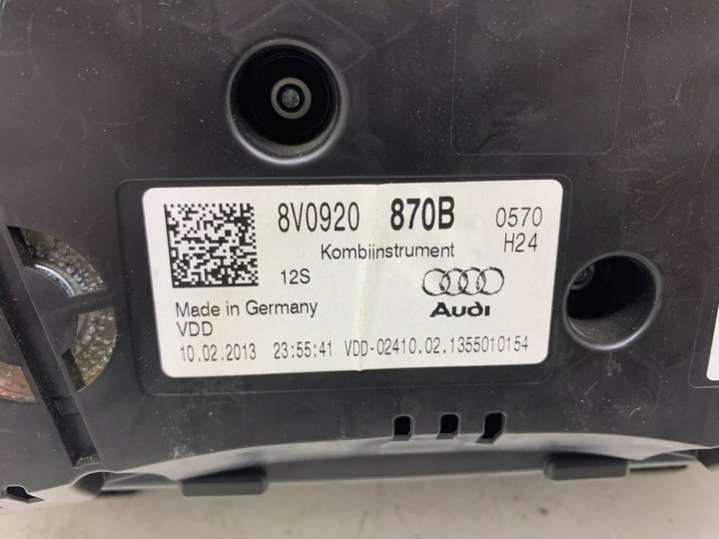 8V0920 870B 0570
Kombiinstrument H24
12S
Audi
Made in Germany
VDD
10.02.2013 23:55:41 VDD-02410.02.1355010154